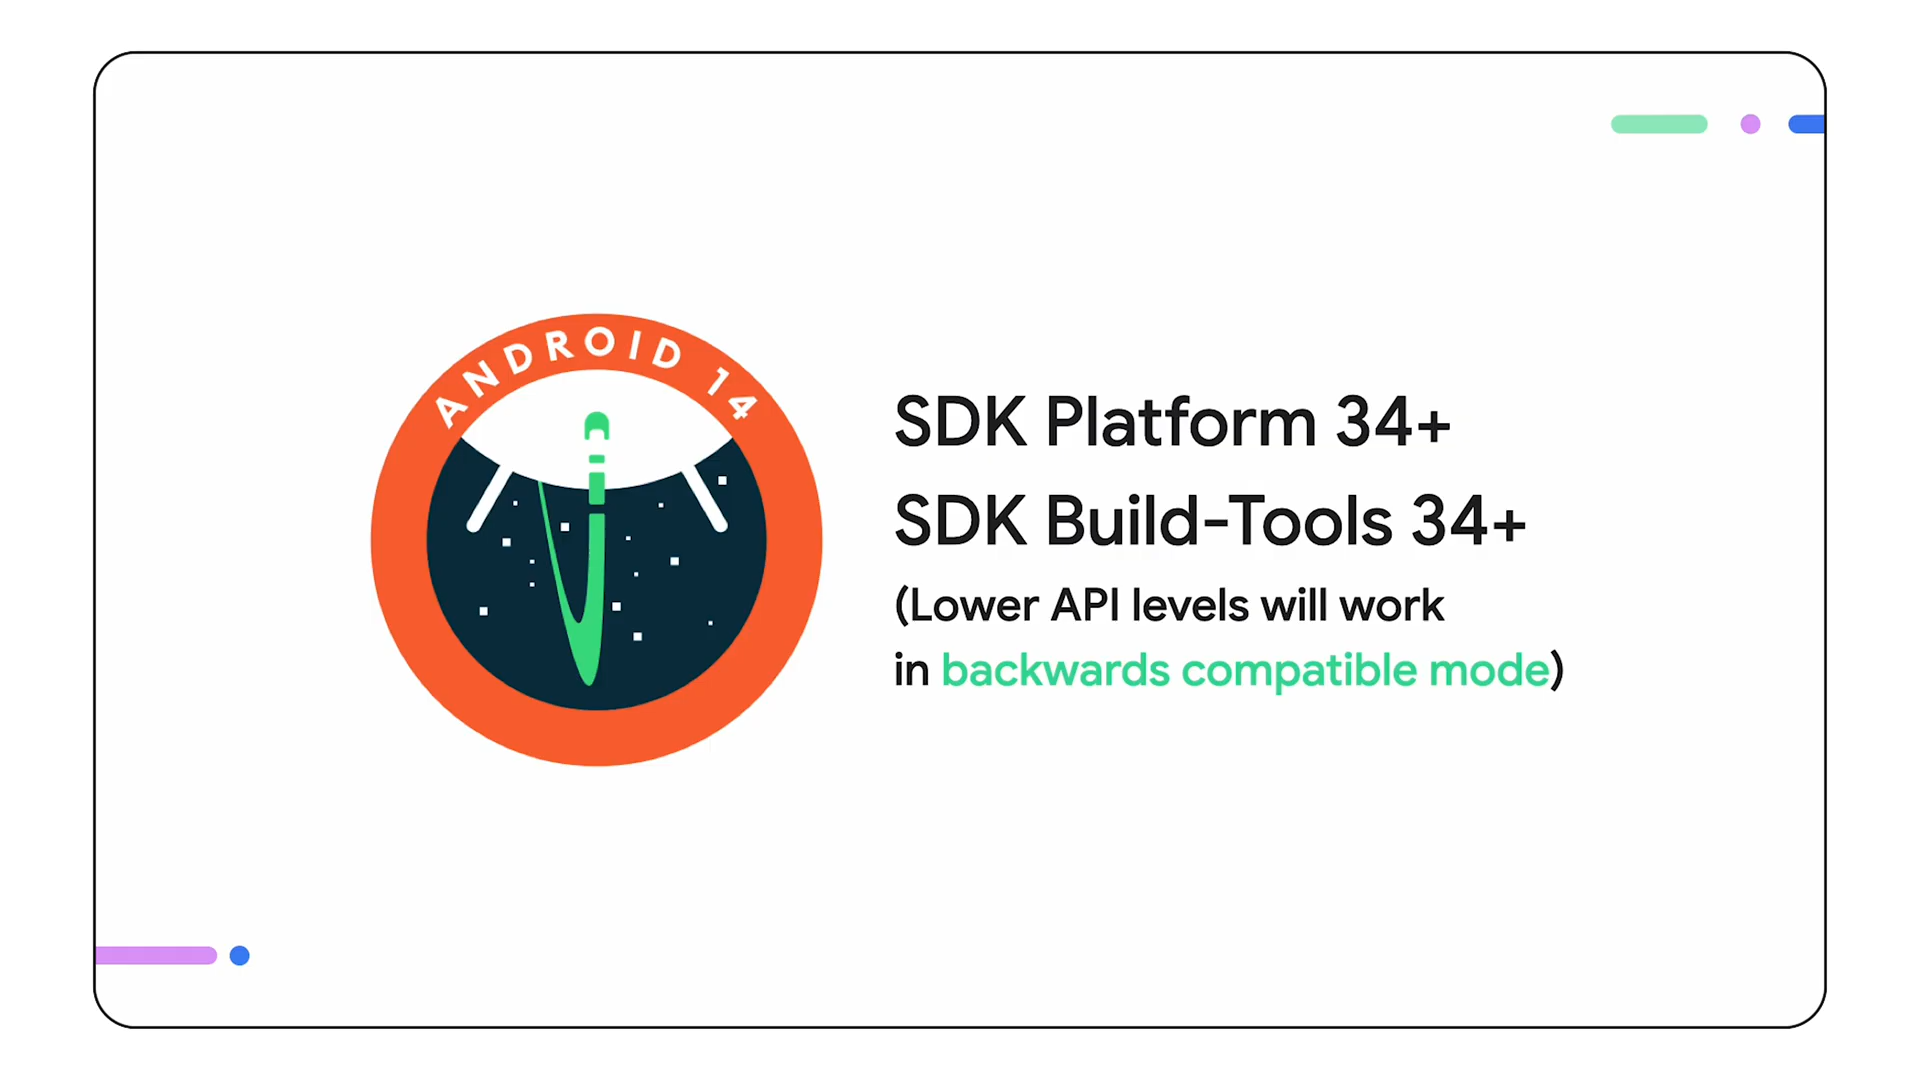 ANDROID 14
SDK Platform 34+
SDK Build-Tools 34+
(Lower API levels will work
in backwards compatible mode)